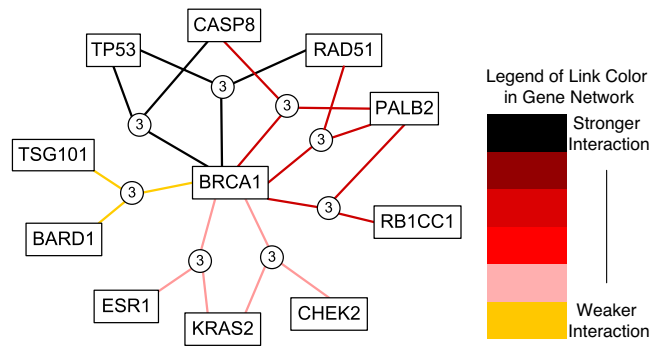 CASP8
TP53
RAD51
3
3
PALB2
3
3
TSG101
BRCA1
3
3
RB1CC1
BARD1
3
3
ESR1
CHEK2
KRAS2
Legend of Link Color
in Gene Network
Stronger
Interaction
Weaker
Interaction